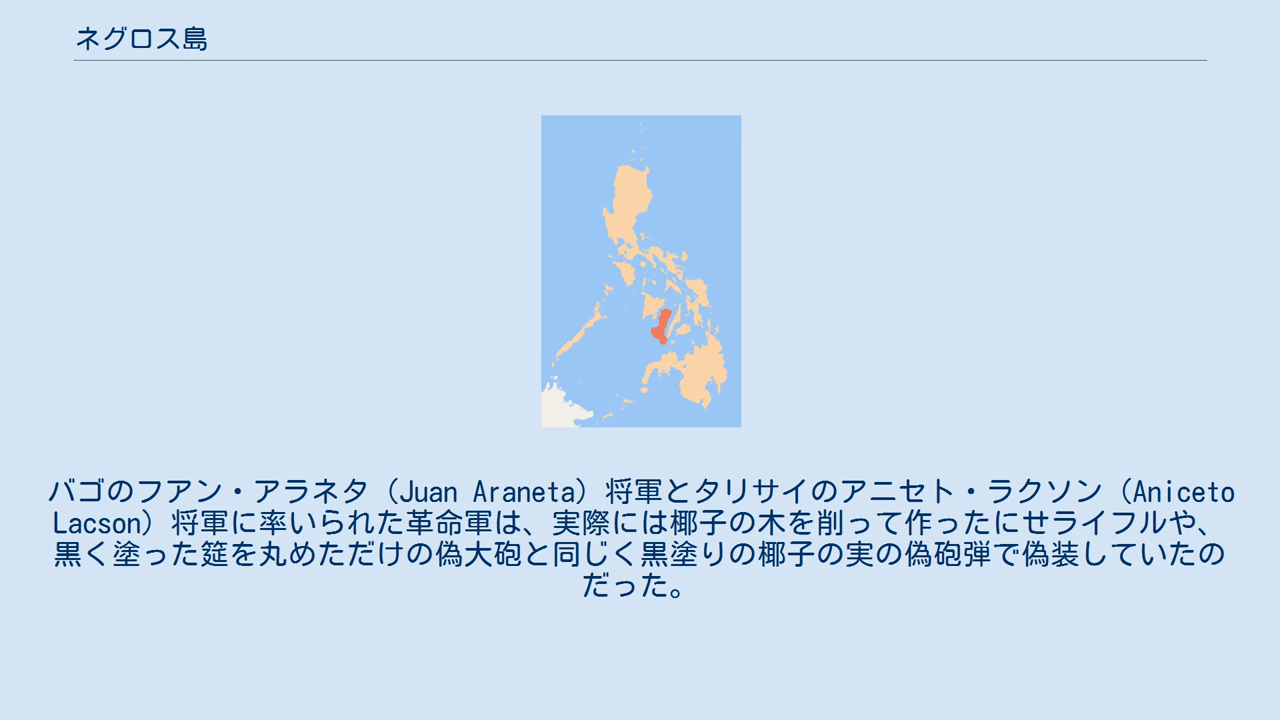 ネグロス島
バゴのフアン・アラネタ（Juan Araneta）将軍とタリサイのアニセト・ラクソン（Aniceto
Lacson）将軍に率いられた革命軍は、実際には椰子の木を削って作ったにせライフルや、
黒く塗った筵を丸めただけの偽大砲と同じく黒塗りの椰子の実の偽砲弾で偽装していたの
だった。